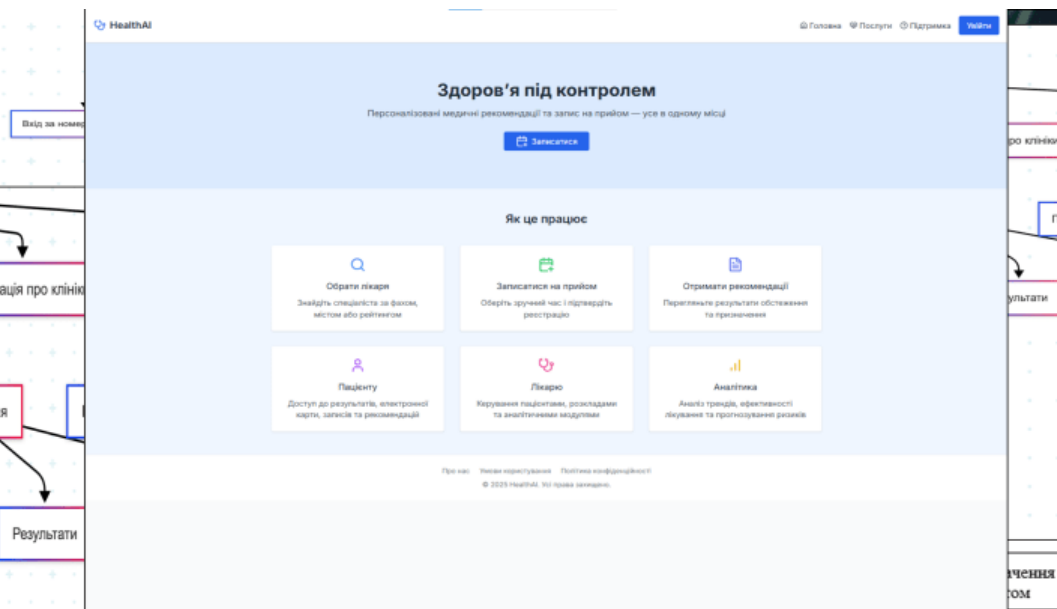 HealthAI
Головна Послуги Підтримка Увійти
Здоров’я під контролем
Персоналізовані медичні рекомендації та запис на прийом — усе в одному місці
Записатися
Як це працює
Обрати лікаря
Знайдіть спеціаліста за фахом,
містом або рейтингом
Записатися на прийом
Оберіть зручний час і підтвердіть
реєстрацію
Отримати рекомендації
Перегляньте результати обстеження
та призначення
Пацієнту
Доступ до результатів, електронної
карти, записів та рекомендацій
Лікарю
Керування пацієнтами, розкладами
та аналітичними модулями
Аналітика
Аналіз трендів, ефективності
лікування та прогнозування ризиків
Про нас Умови користування Політика конфіденційності
© 2025 HealthAI. Усі права захищено.
Вхід за номер
ація про клінік
я
Результати
ро клініки
П
ультати
ачення
том